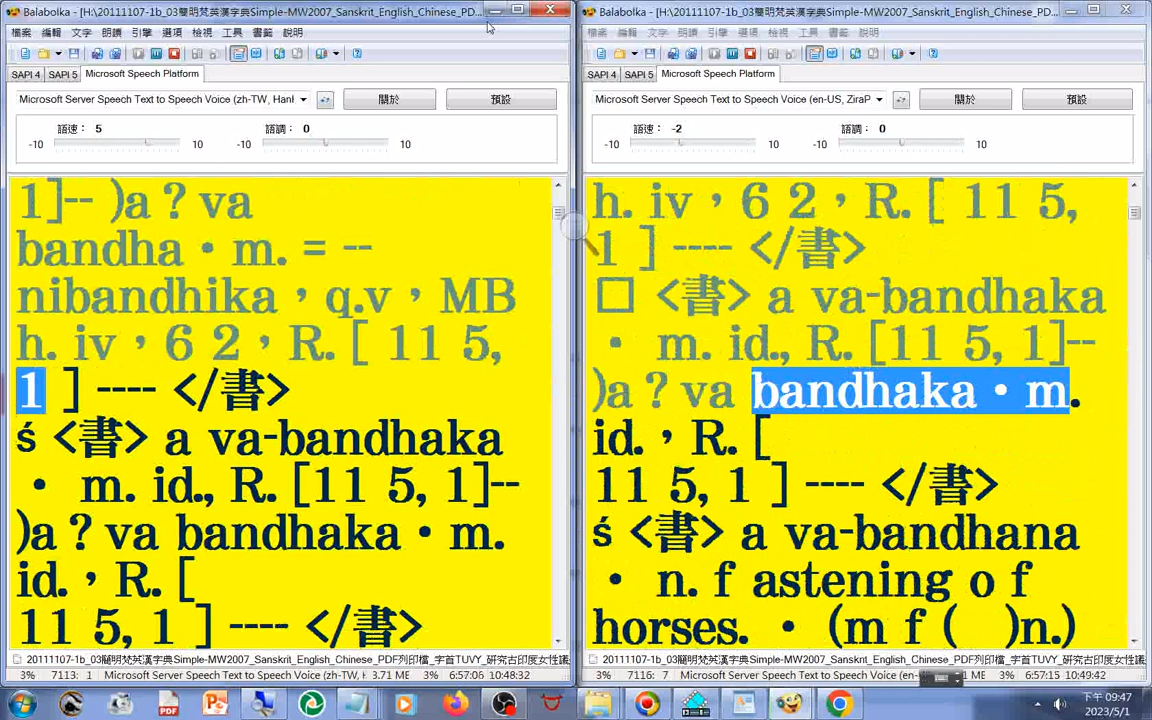 Balabolka - [H:\20111107-1b_03簡明梵英漢字典Simple-MW2007_Sanskrit_English_Chinese_PD...
檔案 編輯 文字 朗讀 引擎 選項 檢視 工具 書籤 說明
SAPI 4 SAPI 5 Microsoft Speech Platform
Microsoft Server Speech Text to Speech Voice (zh-TW, HanH 關於 預設
語速： 5 語調： 0
-10 10 -10 10
1]-- )a ? va
bandha • m. = --
nibandhika , q.v , MB
h. iv , 6 2 , R. [ 11 5,
1 ] ---- </書>
ś <書> a va-bandhaka
• m. id., R. [11 5, 1]--
)a ? va bandhaka • m.
id. , R. [
11 5, 1 ] ---- </書>
20111107-1b_03簡明梵英漢字典Simple-MW2007_Sanskrit_English_Chinese_PDF列印檔_字首TUVY_研究古印度女性議
3% 7113: 1 Microsoft Server Speech Text to Speech Voice (zh-TW, H 3.71 ME 3% 6:57:06 10:48:32
Balabolka - [H:\20111107-1b_03簡明梵英漢字典Simple-MW2007_Sanskrit_English_Chinese_PD...
檔案 編輯 文字 朗讀 引擎 選項 檢視 工具 書籤 說明
SAPI 4 SAPI 5 Microsoft Speech Platform
Microsoft Server Speech Text to Speech Voice (en-US, ZiraP 關於 預設
語速： -2 語調： 0
-10 10 -10 10
h. iv , 6 2 , R. [ 11 5,
1 ] ---- </書>
□ <書> a va-bandhaka
• m. id., R. [11 5, 1]--
)a ? va bandhaka • m.
id. , R. [
11 5, 1 ] ---- </書>
ś <書> a va-bandhana
• n. f astening o f
horses. • (m f ( )n.)
20111107-1b_03簡明梵英漢字典Simple-MW2007_Sanskrit_English_Chinese_PDF列印檔_字首TUVY_研究古印度女性議
3% 7116: 7 Microsoft Server Speech Text to Speech Voice (en-U 1 ME 3% 6:57:15 10:49:42
下午 09:47
2023/5/1